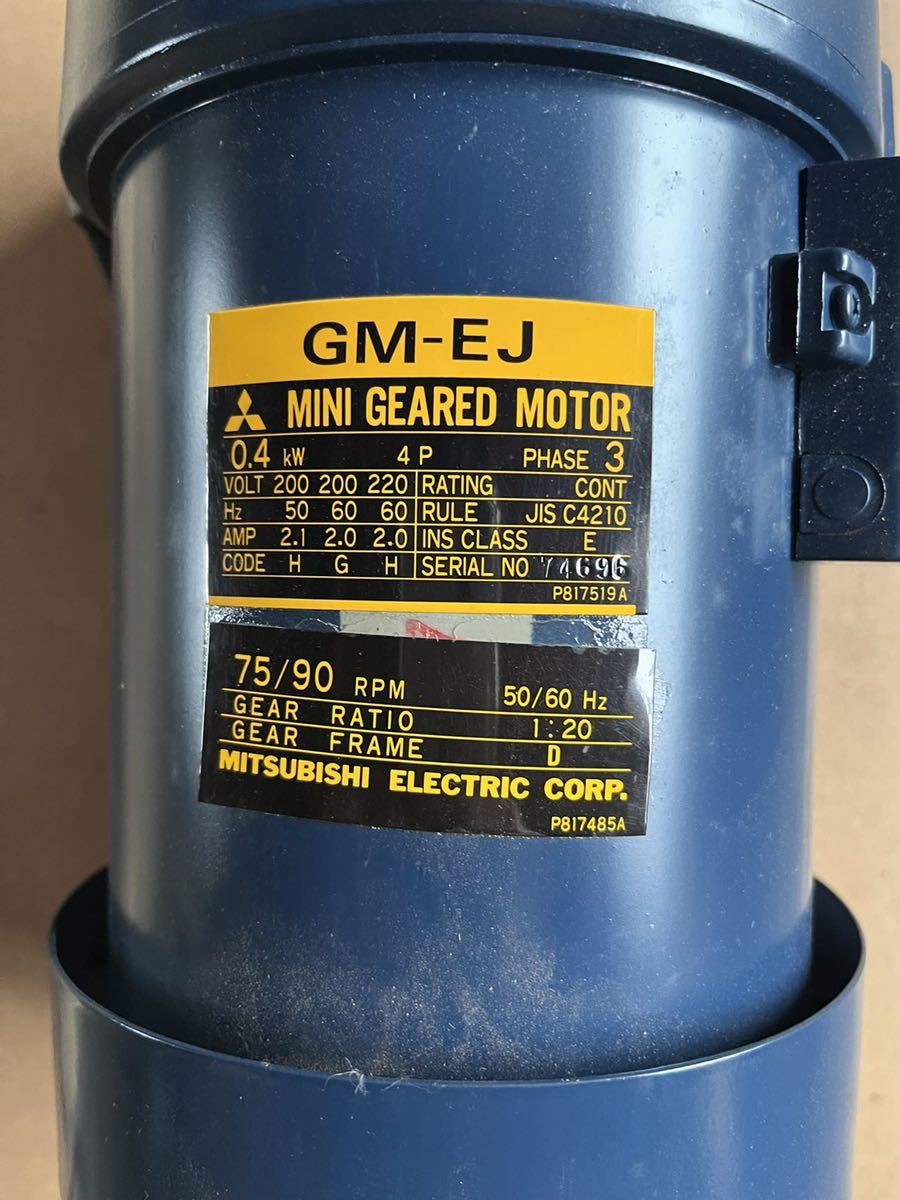 GM-EJ
MINI GEARED MOTOR
0.4 kW 4 P PHASE 3
VOLT 200 200 220 RATING CONT
Hz 50 60 60 RULE JIS C4210
AMP 2.1 2.0 2.0 INS CLASS E
CODE H G H SERIAL NO 74696
P817519A
75/90 RPM 50/60 Hz
GEAR RATIO 1:20
GEAR FRAME D
MITSUBISHI ELECTRIC CORP.
P817485A